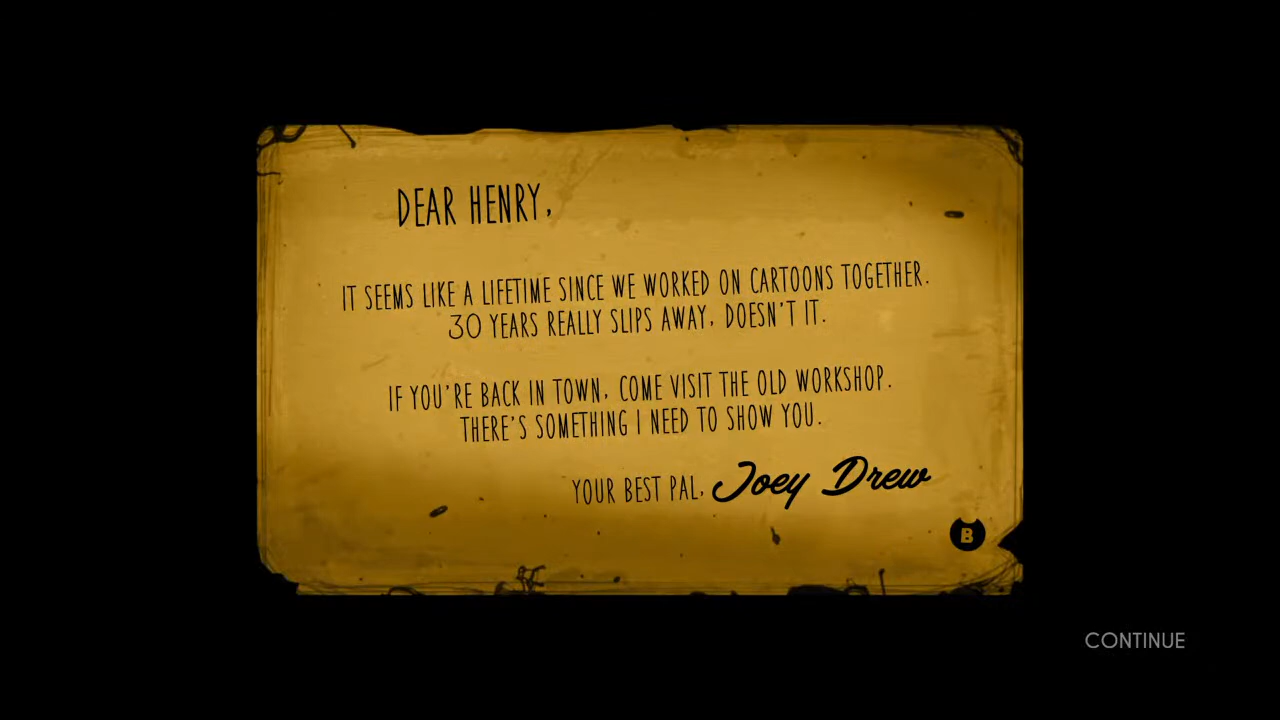 DEAR HENRY,
IT SEEMS LIKE A LIFETIME SINCE WE WORKED ON CARTOONS TOGETHER.
30 YEARS REALLY SLIPS AWAY, DOESN'T IT.
IF YOU'RE BACK IN TOWN, COME VISIT THE OLD WORKSHOP.
THERE'S SOMETHING I NEED TO SHOW YOU.
YOUR BEST PAL, Joey Drew
B
CONTINUE